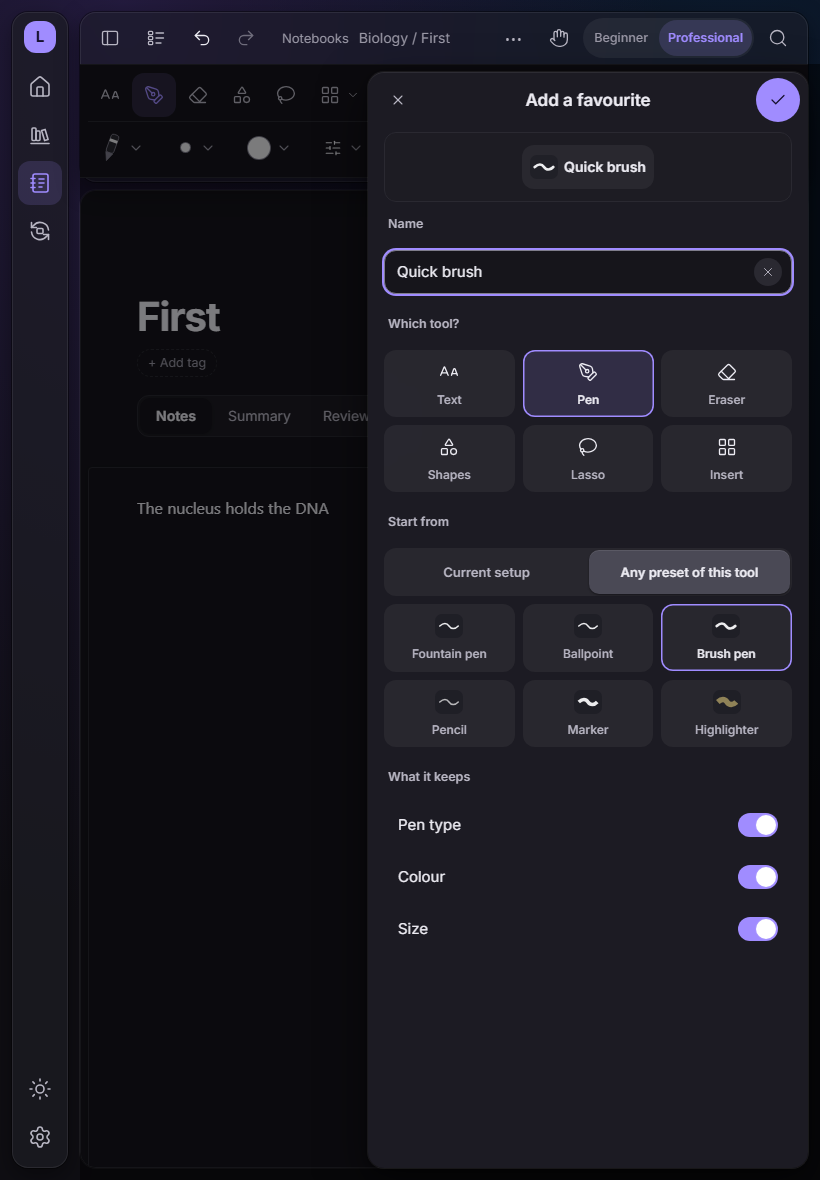 L
Notebooks Biology / First
Beginner Professional
AA
Add a favourite
Quick brush
Name
Quick brush
Which tool?
AA
Text Pen Eraser
Shapes Lasso Insert
Start from
Current setup Any preset of this tool
Fountain pen Ballpoint Brush pen
Pencil Marker Highlighter
What it keeps
Pen type
Colour
Size
First
+ Add tag
Notes Summary Review
The nucleus holds the DNA